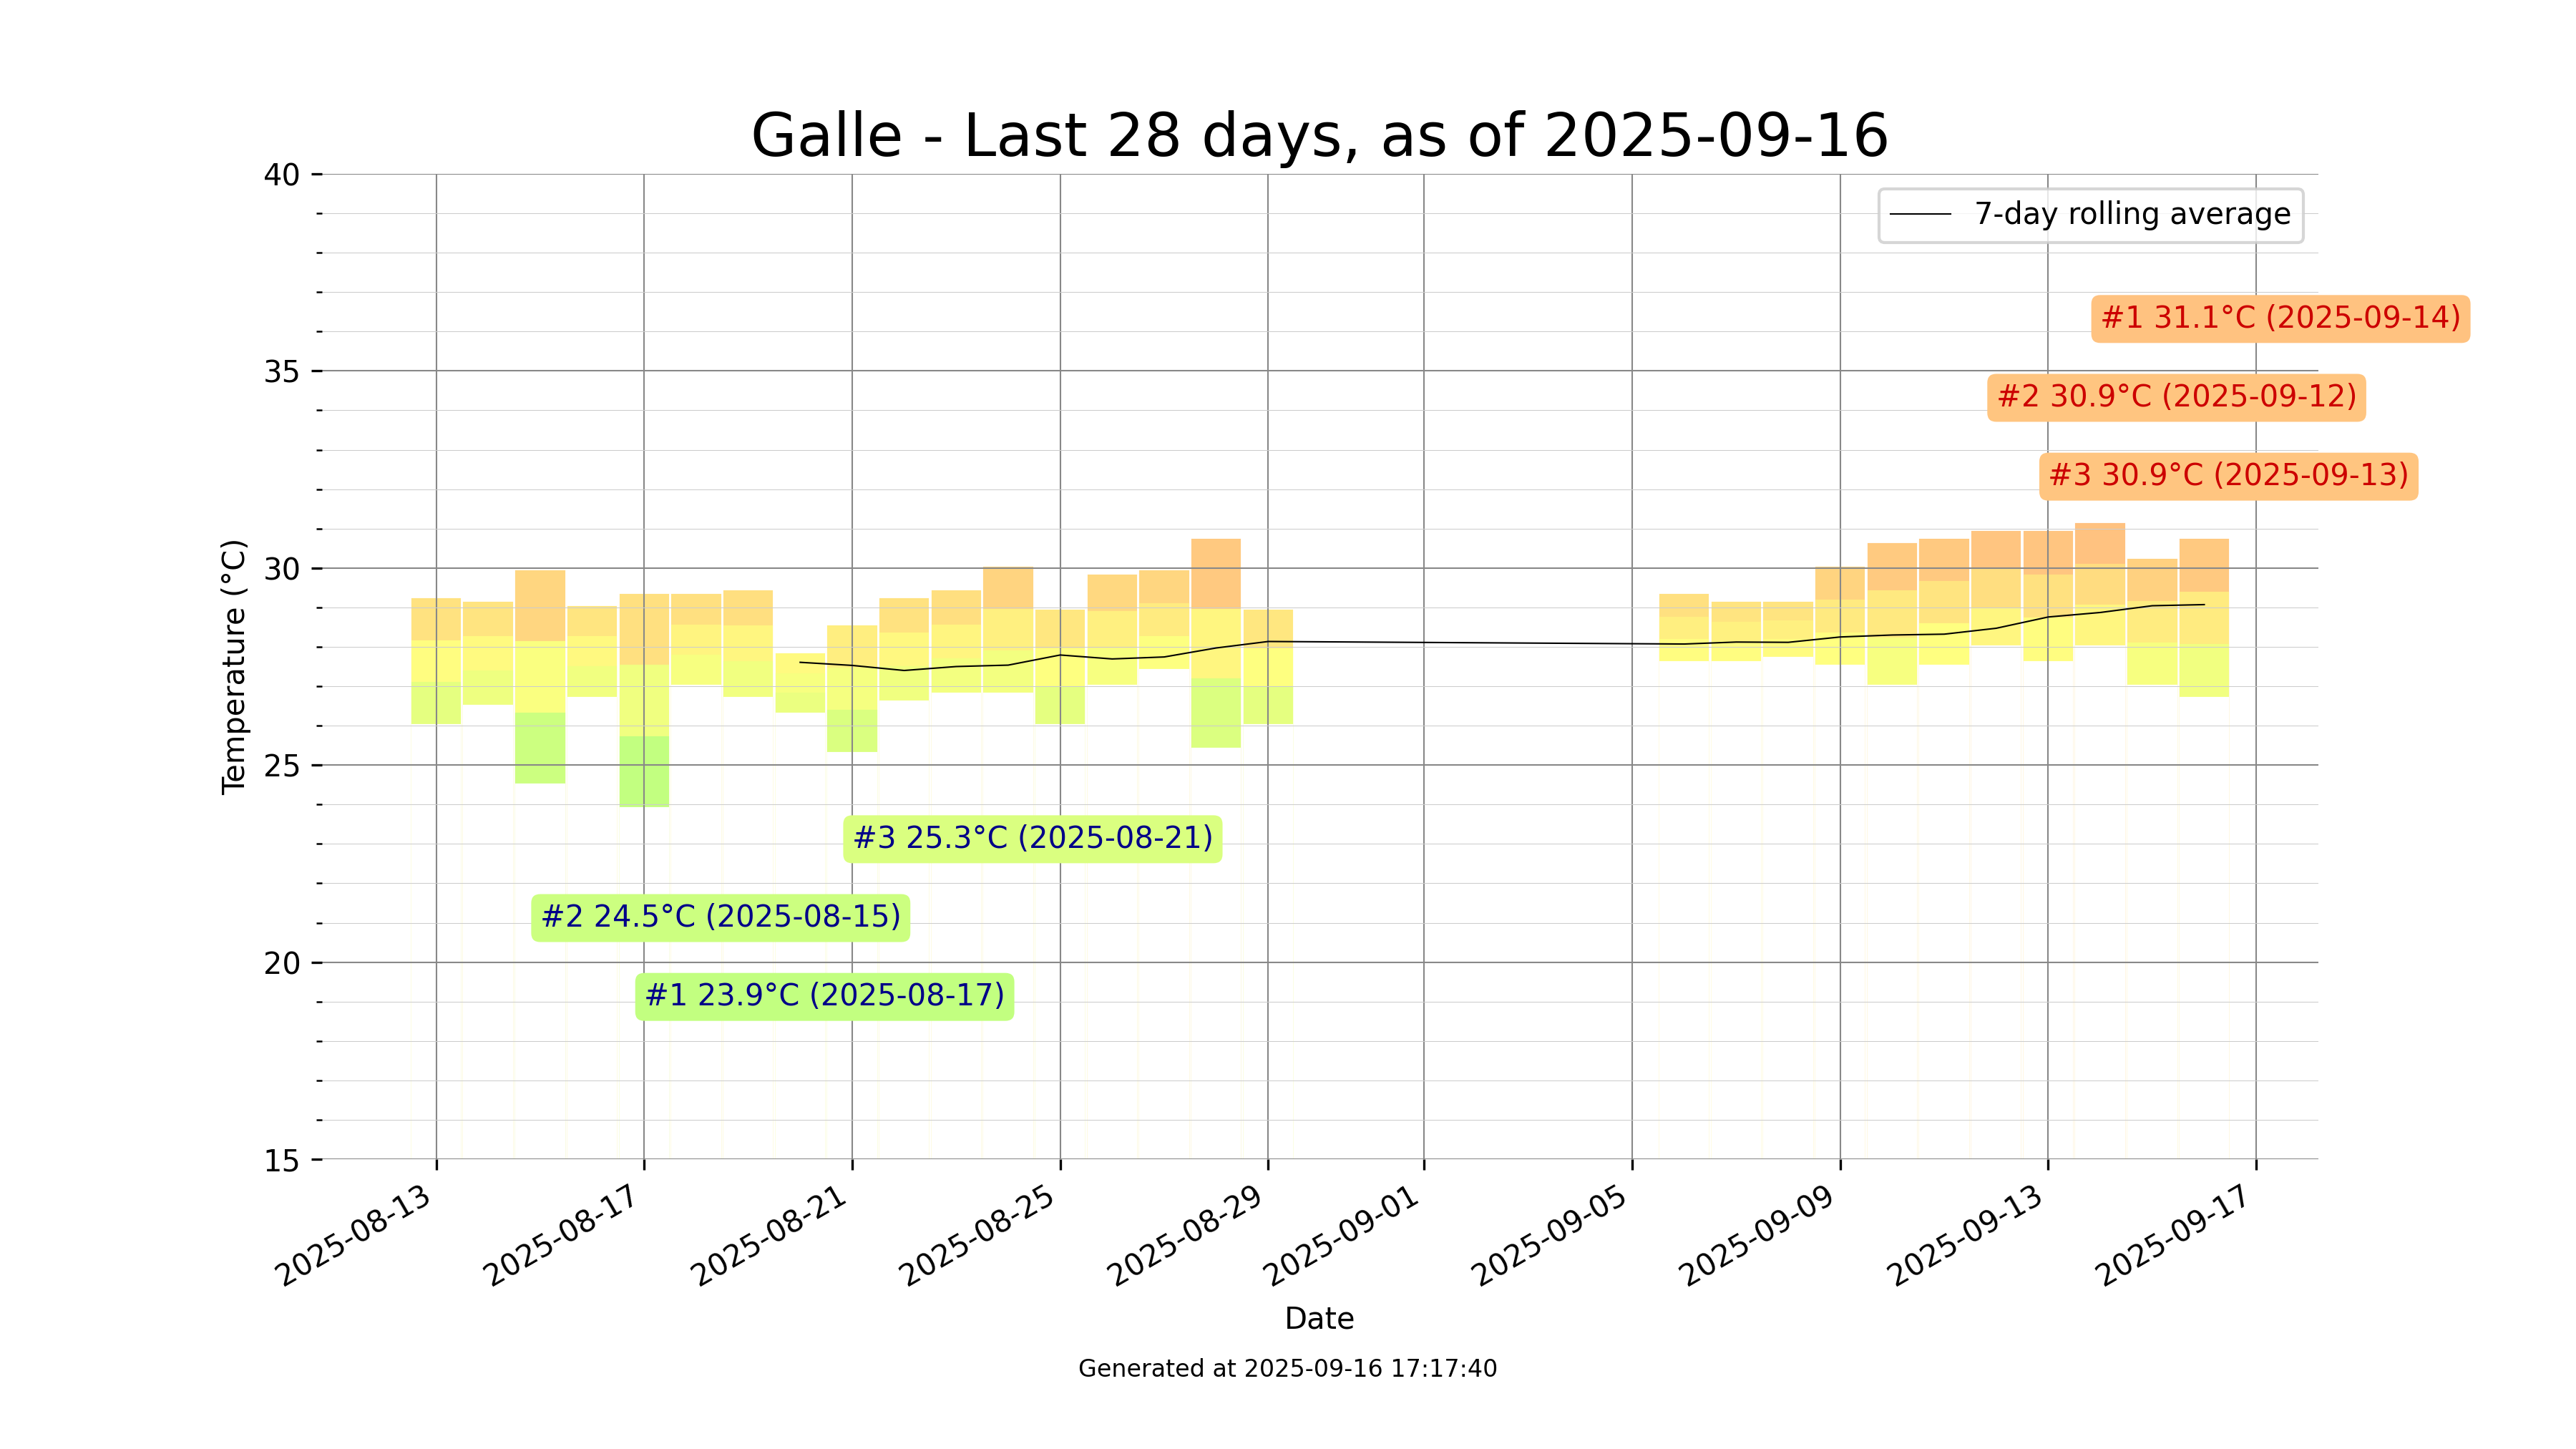 Galle - Last 28 days, as of 2025-09-16
7-day rolling average
40
35
30
25
20
15
Temperature (°C)
#1 31.1°C (2025-09-14)
#2 30.9°C (2025-09-12)
#3 30.9°C (2025-09-13)
#3 25.3°C (2025-08-21)
#2 24.5°C (2025-08-15)
#1 23.9°C (2025-08-17)
2025-08-13
2025-08-17
2025-08-21
2025-08-25
2025-08-29
2025-09-01
2025-09-05
2025-09-09
2025-09-13
2025-09-17
Date
Generated at 2025-09-16 17:17:40